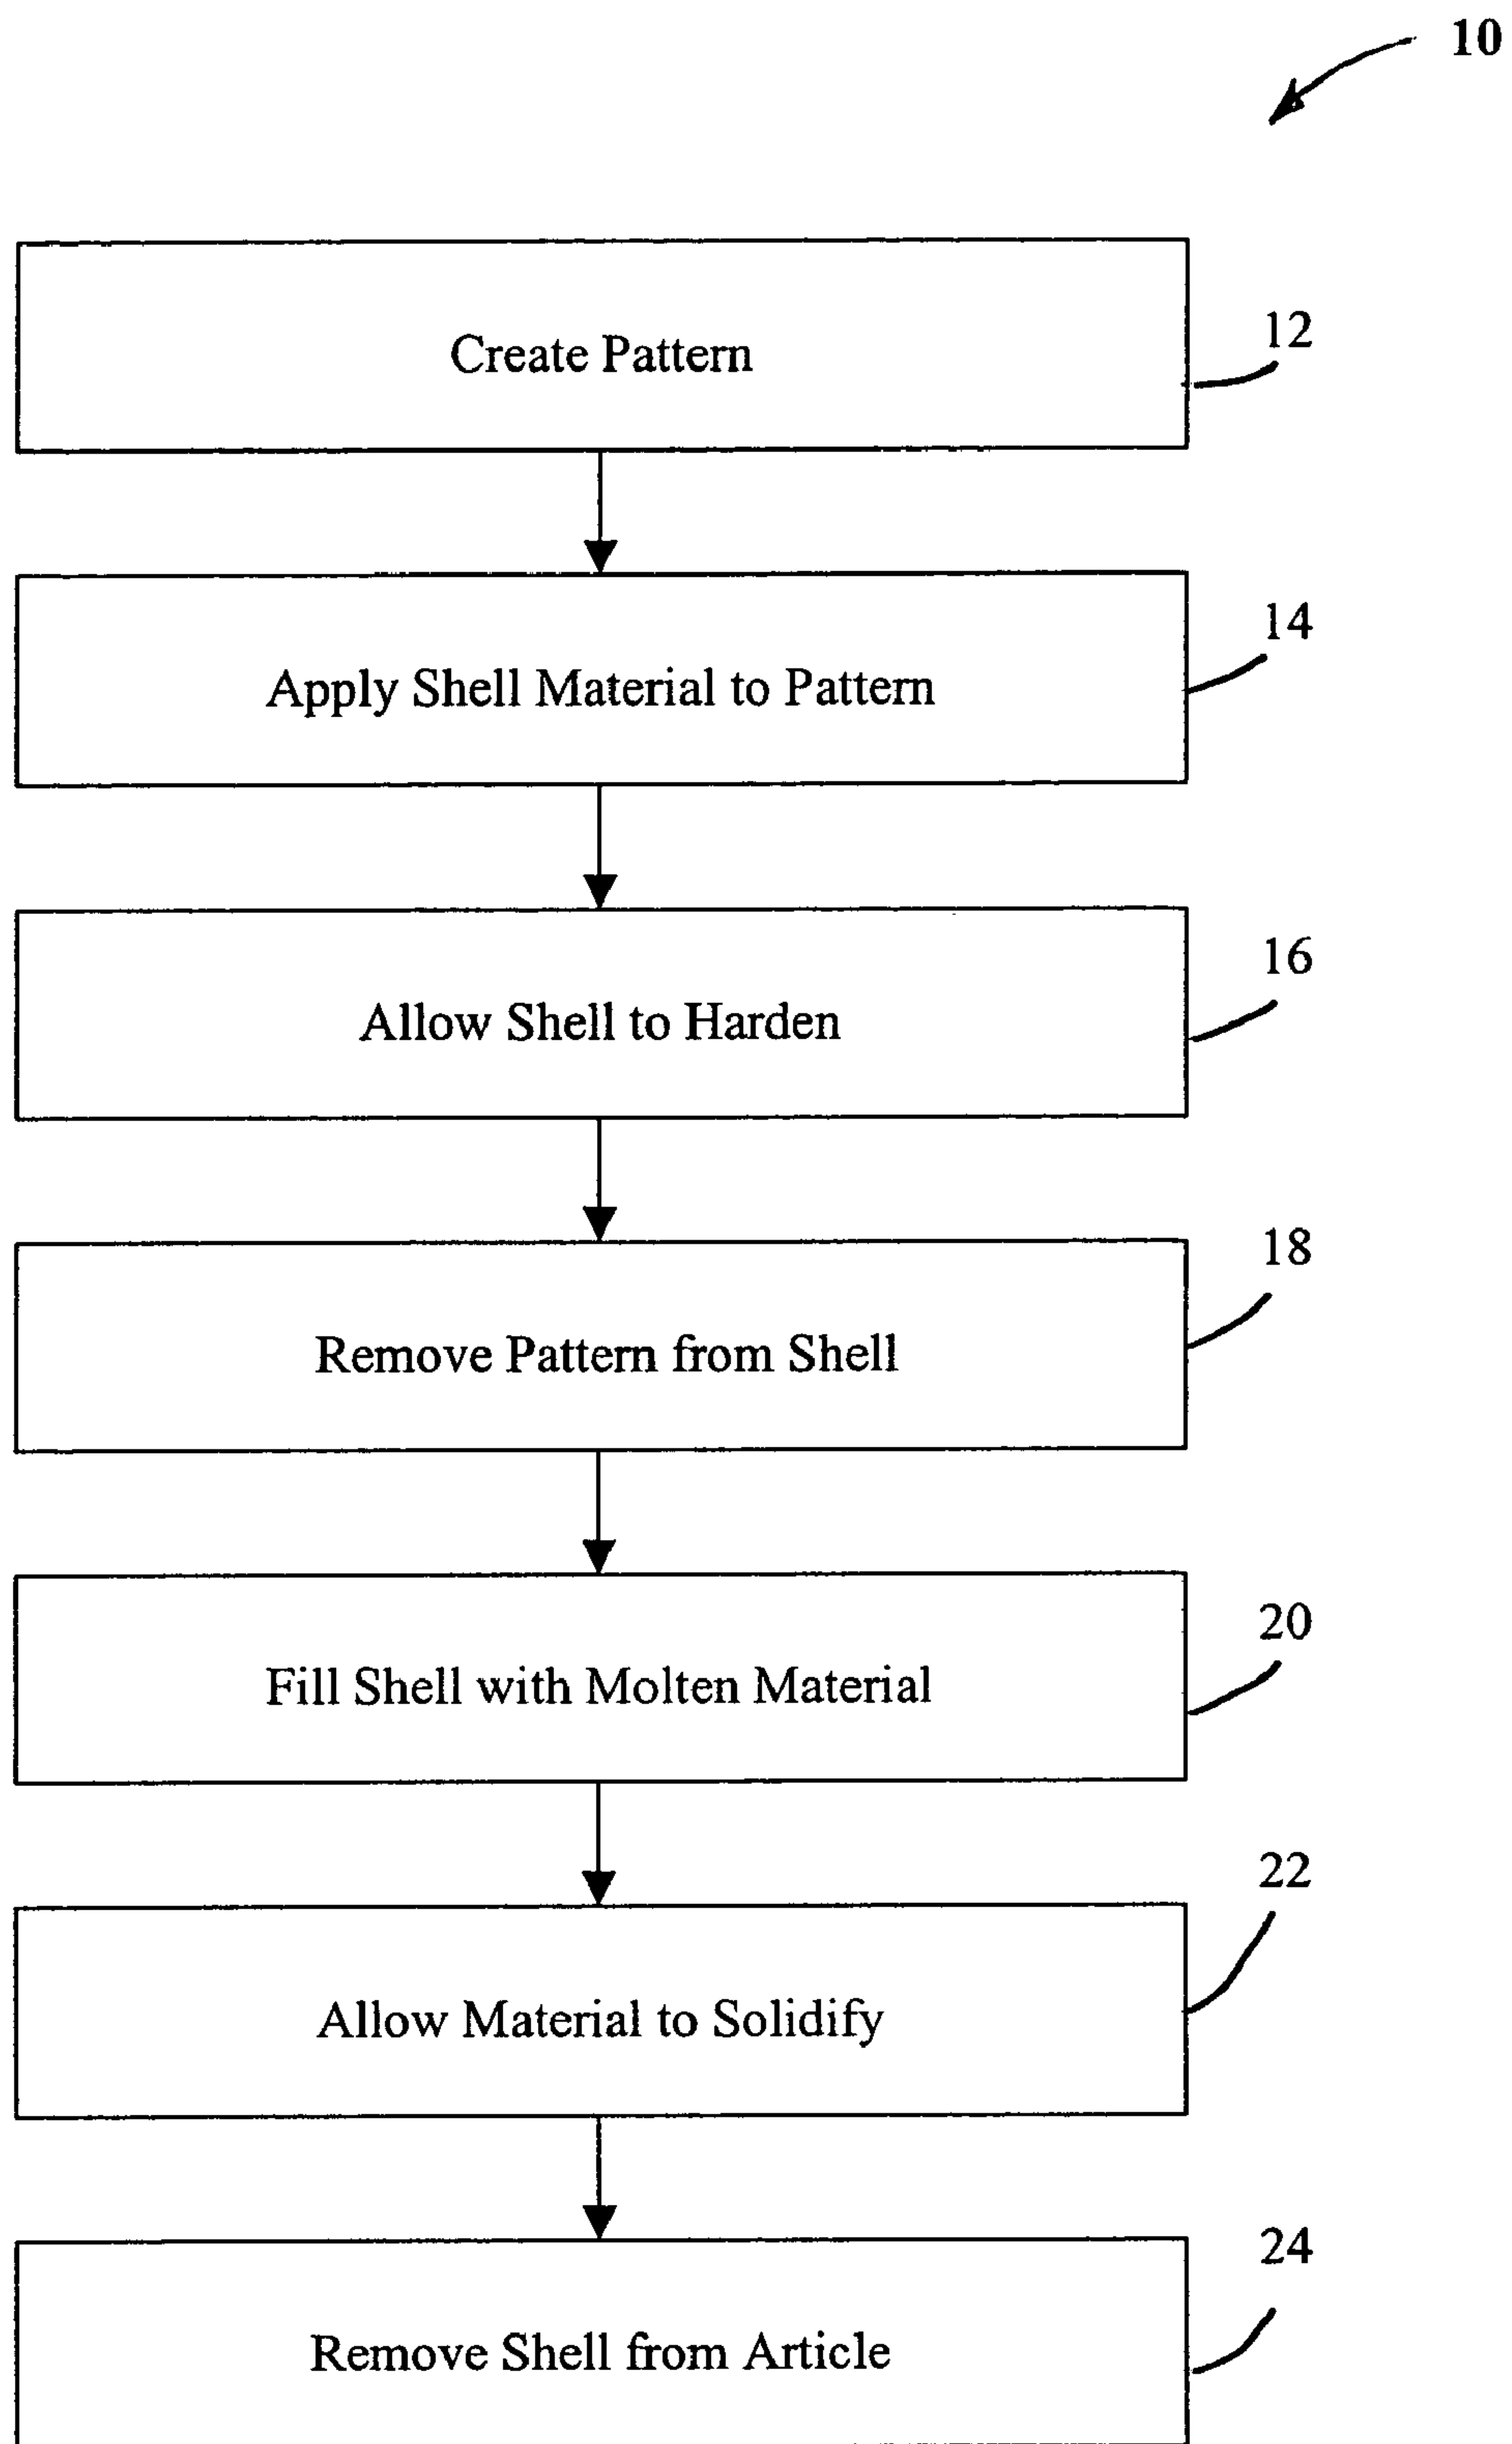 10
Create Pattern
12
Apply Shell Material to Pattern
14
Allow Shell to Harden
16
Remove Pattern from Shell
18
Fill Shell with Molten Material
20
Allow Material to Solidify
22
Remove Shell from Article
24